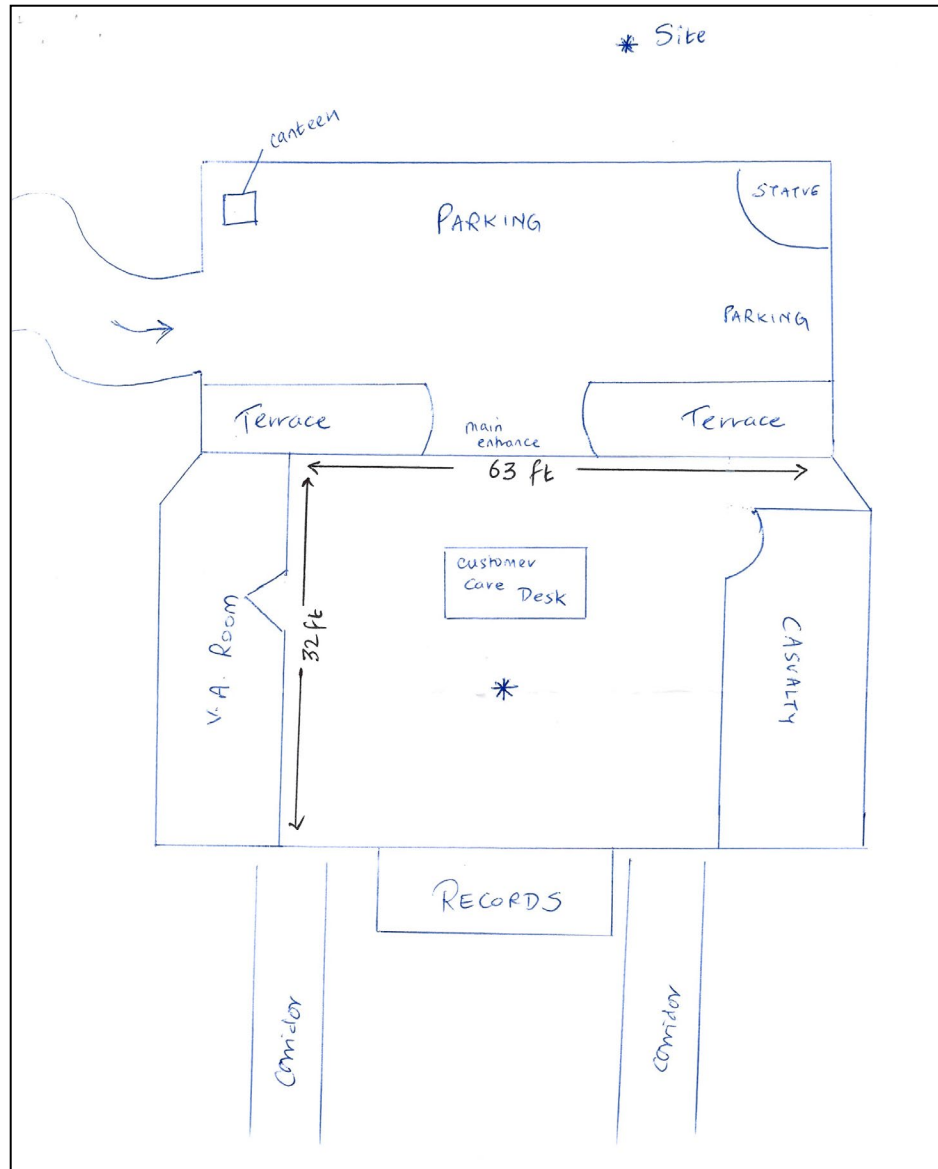 * Site
canteen
STATUE
PARKING
PARKING
Terrace
main
entrance
Terrace
63 ft
customer
care Desk
32 ft
V.A. Room
*
CASUALTY
RECORDS
Corridor
Corridor